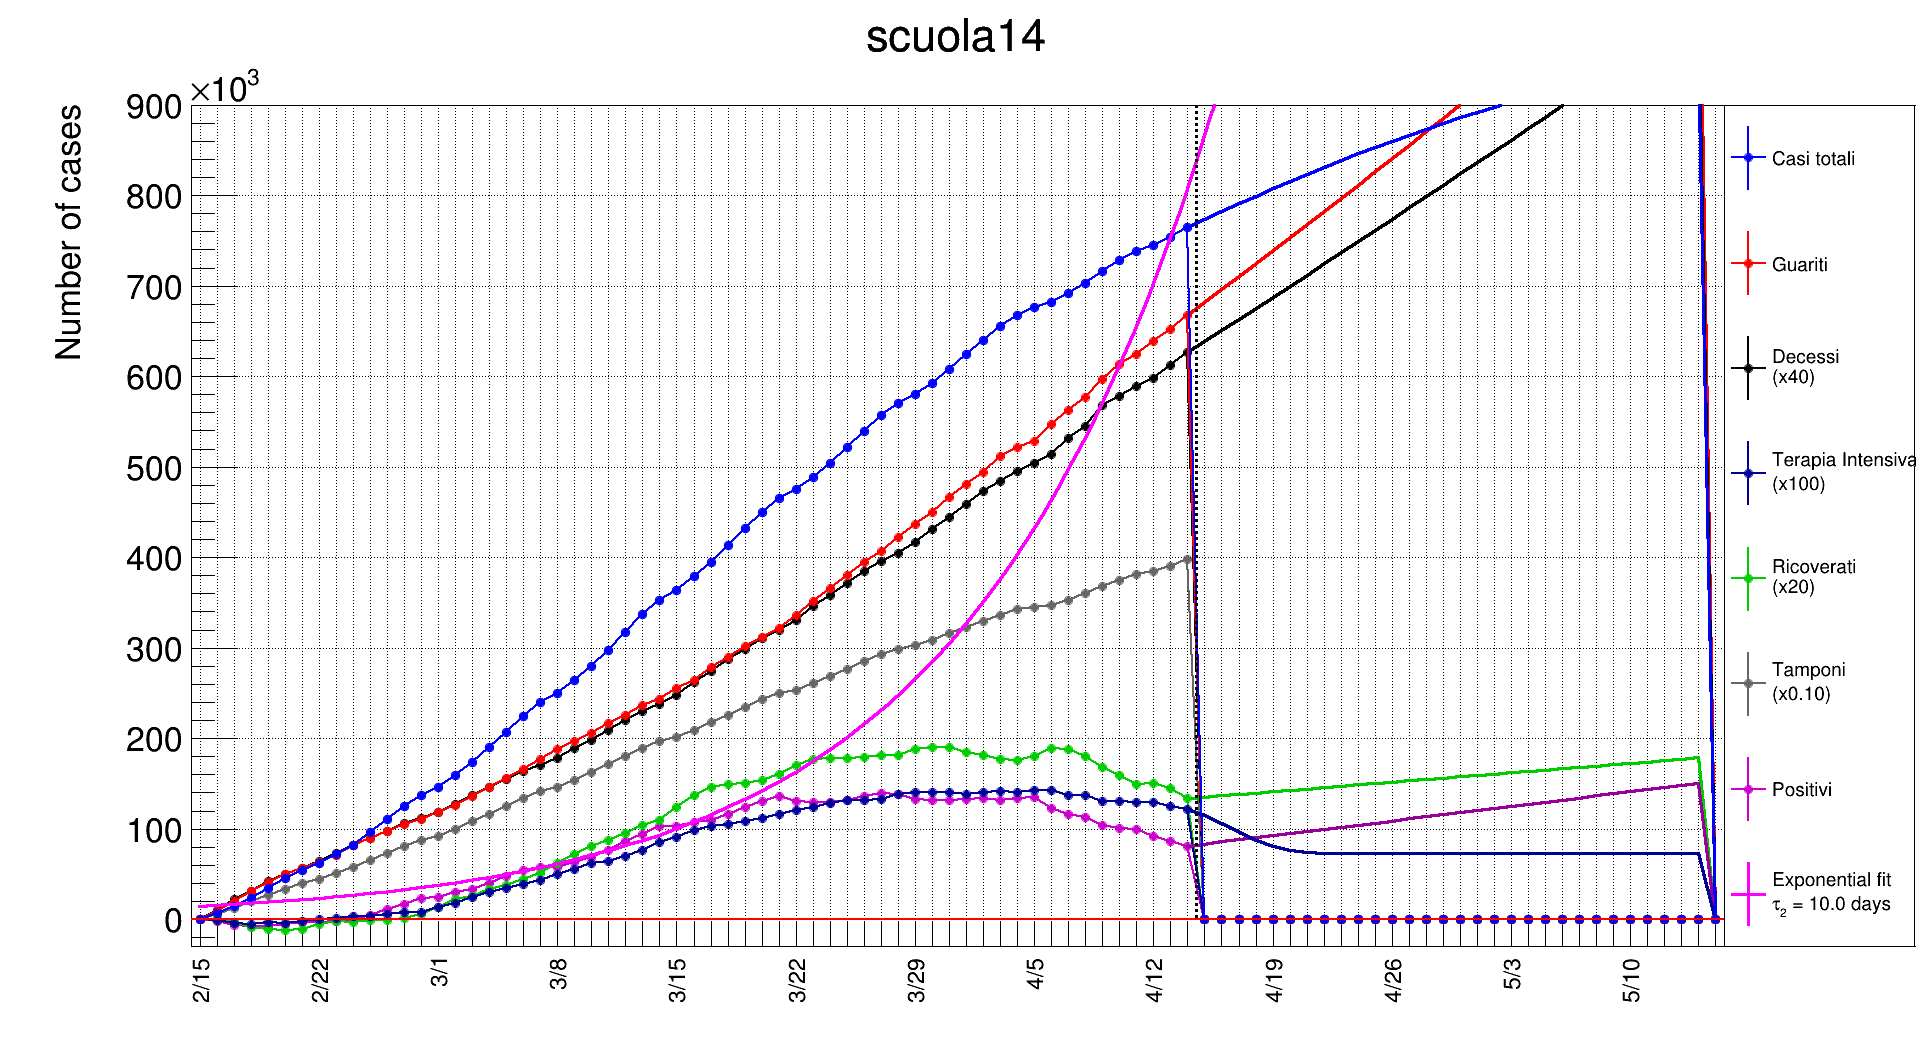 scuola14
×10³
Number of cases
900
800
700
600
500
400
300
200
100
0
2/15
2/22
3/1
3/8
3/15
3/22
3/29
4/5
4/12
4/19
4/26
5/3
5/10
Casi totali
Guariti
Decessi
(x40)
Terapia Intensiva
(x100)
Ricoverati
(x20)
Tamponi
(x0.10)
Positivi
Exponential fit
τ₂ = 10.0 days